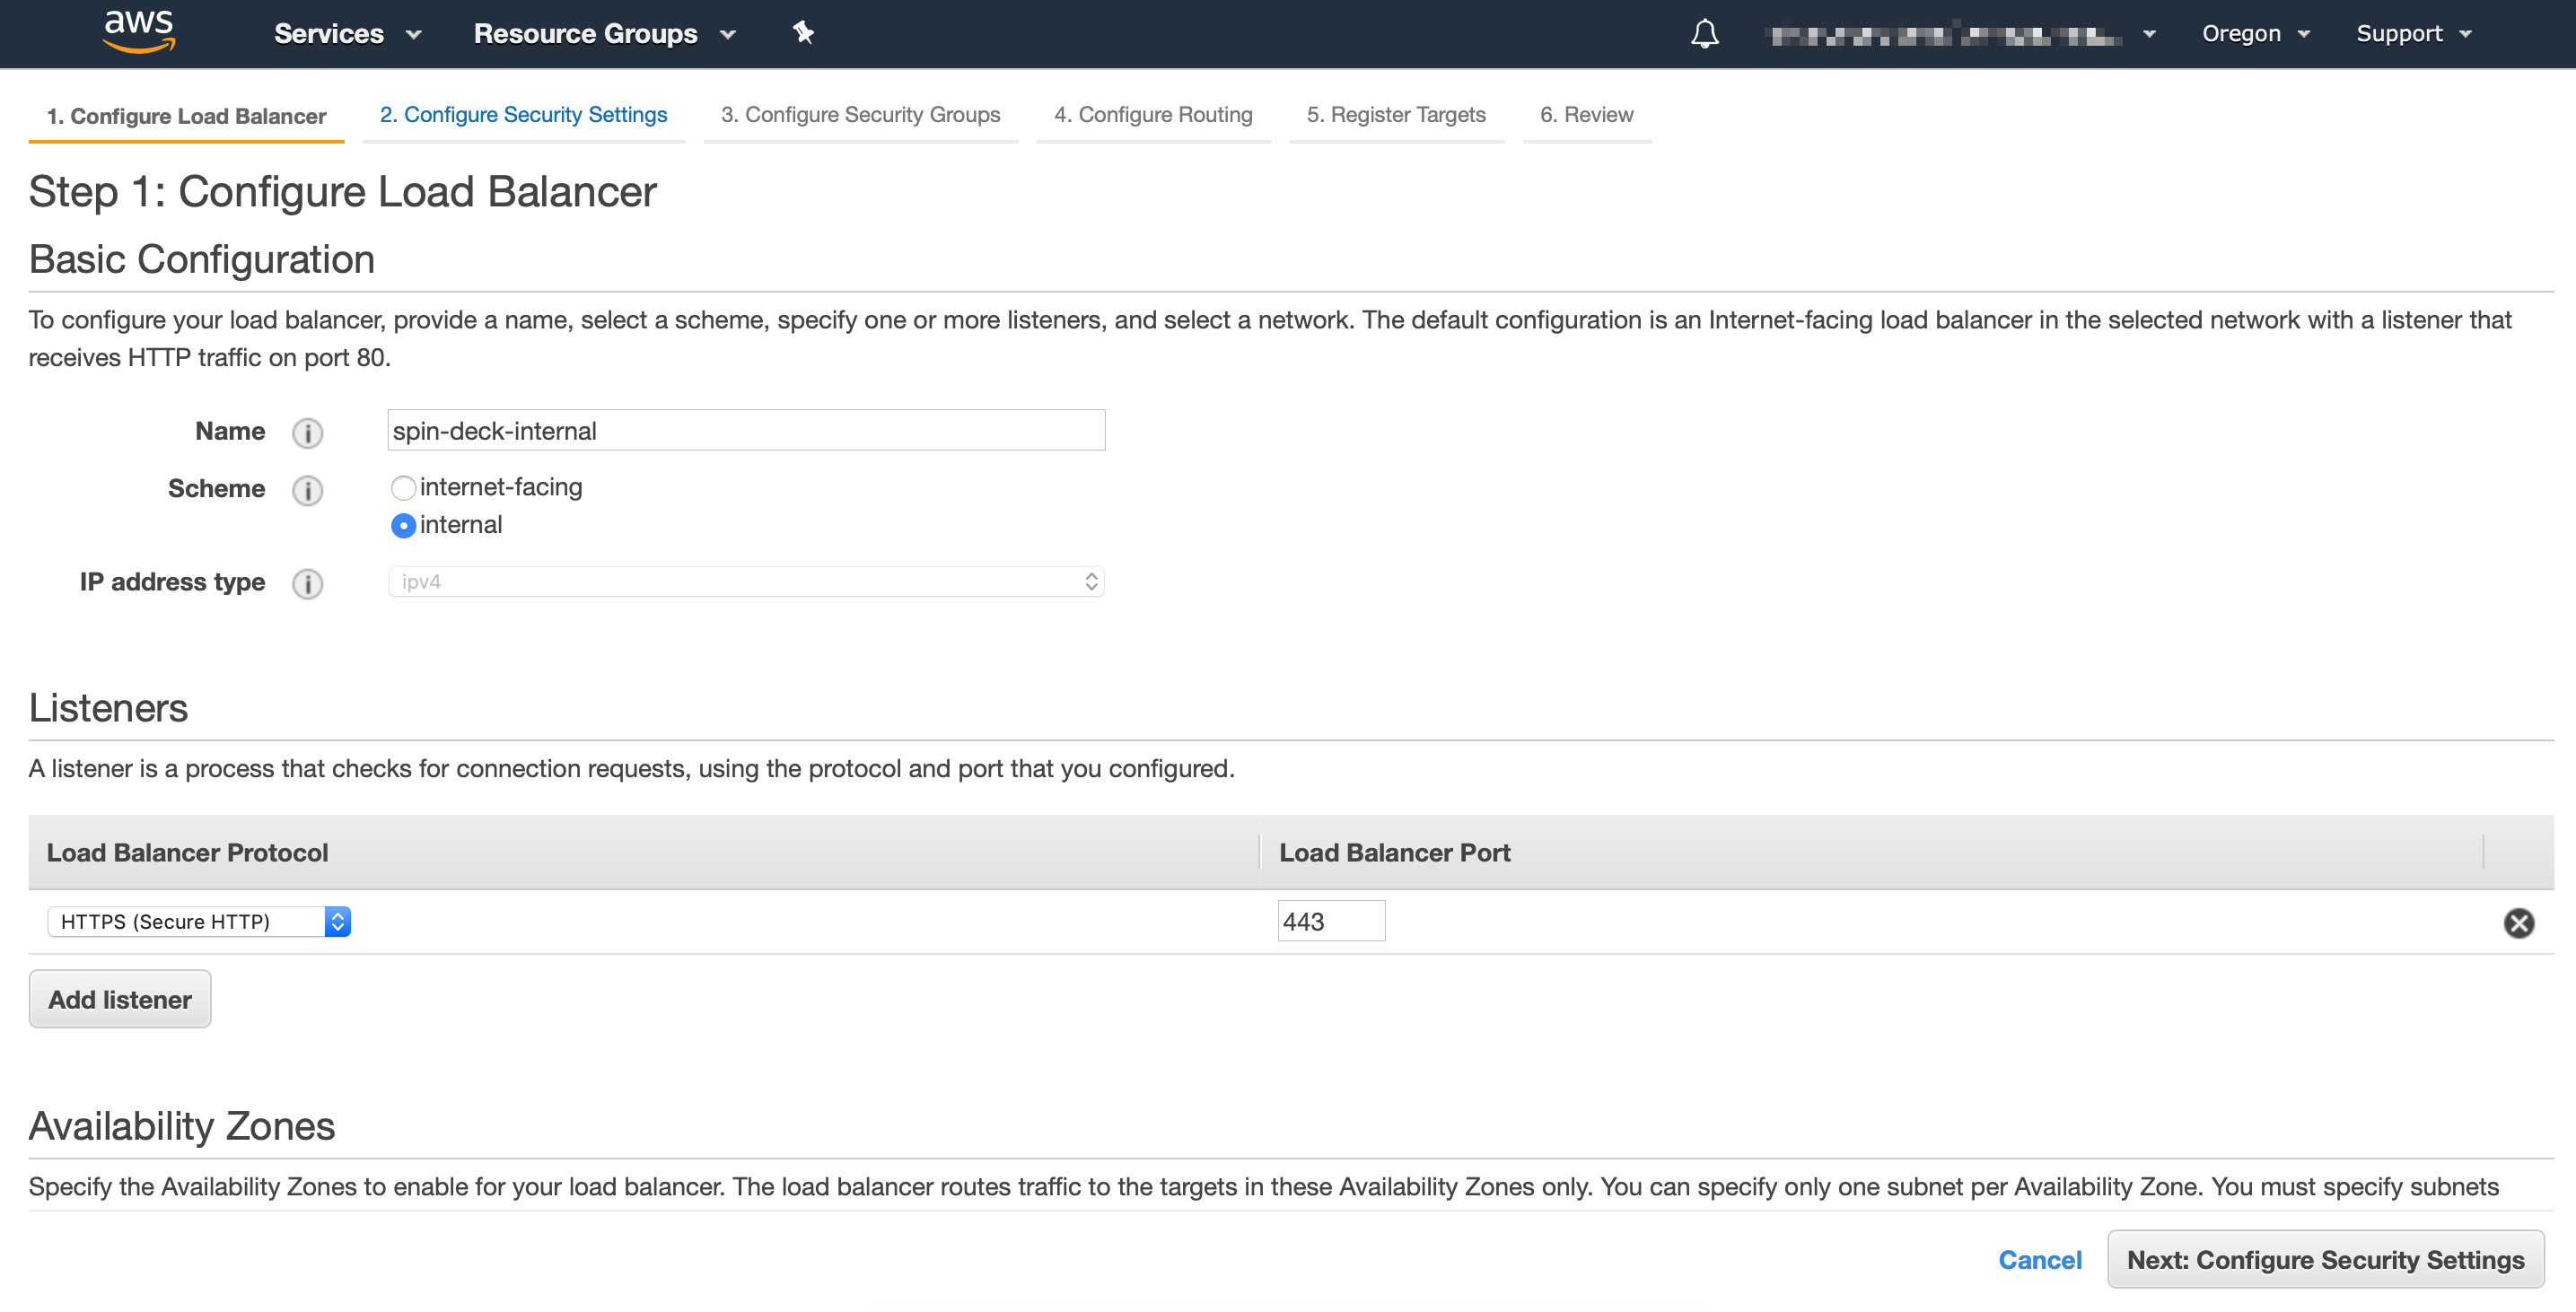 aws Services Resource Groups Oregon Support
1. Configure Load Balancer 2. Configure Security Settings 3. Configure Security Groups 4. Configure Routing 5. Register Targets 6. Review
Step 1: Configure Load Balancer
Basic Configuration
To configure your load balancer, provide a name, select a scheme, specify one or more listeners, and select a network. The default configuration is an Internet-facing load balancer in the selected network with a listener that
receives HTTP traffic on port 80.
Name i spin-deck-internal
Scheme i internet-facing
internal
IP address type i ipv4
Listeners
A listener is a process that checks for connection requests, using the protocol and port that you configured.
Load Balancer Protocol Load Balancer Port
HTTPS (Secure HTTP) 443
Add listener
Availability Zones
Specify the Availability Zones to enable for your load balancer. The load balancer routes traffic to the targets in these Availability Zones only. You can specify only one subnet per Availability Zone. You must specify subnets
Cancel Next: Configure Security Settings